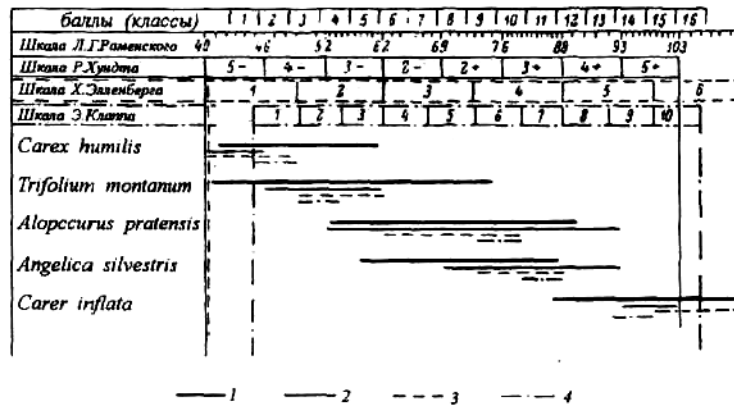 баллы (классы) 1 2 3 4 5 6 7 8 9 10 11 12 13 14 15 16
Шкала Л.Г.Раменского 40 46 52 62 69 76 88 93 103
Шкала Р.Хундта 5- 4- 3- 2- 2+ 3+ 4+ 5+
Шкала Х.Элленберга 1 2 3 4 5 6
Шкала Э.Клаппа 1 2 3 4 5 6 7 8 9 10
Carex humilis
Trifolium montanum
Alopccurus pratensis
Angelica silvestris
Carer inflata
1 2 3 4